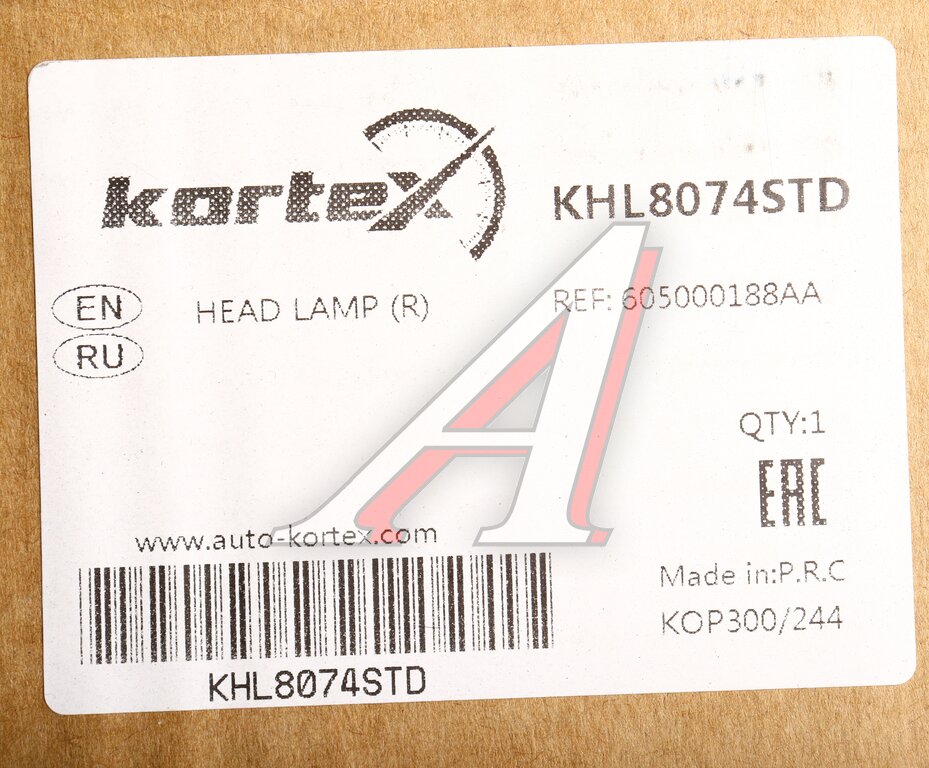 kortex
KHL8074STD
EN
HEAD LAMP (R)
REF: 605000188AA
RU
QTY:1
EAC
www.auto-kortex.com
Made in:P.R.C
KOP300/244
KHL8074STD